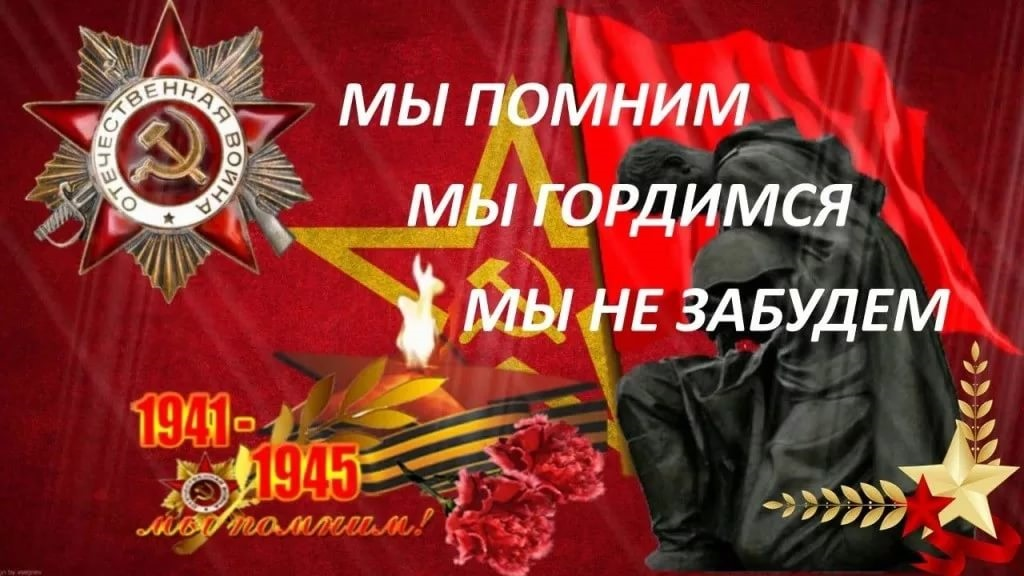 ОТЕЧЕСТВЕННАЯ ВОЙНА
МЫ ПОМНИМ
МЫ ГОРДИМСЯ
МЫ НЕ ЗАБУДЕМ
1941-
1945
мы помним!